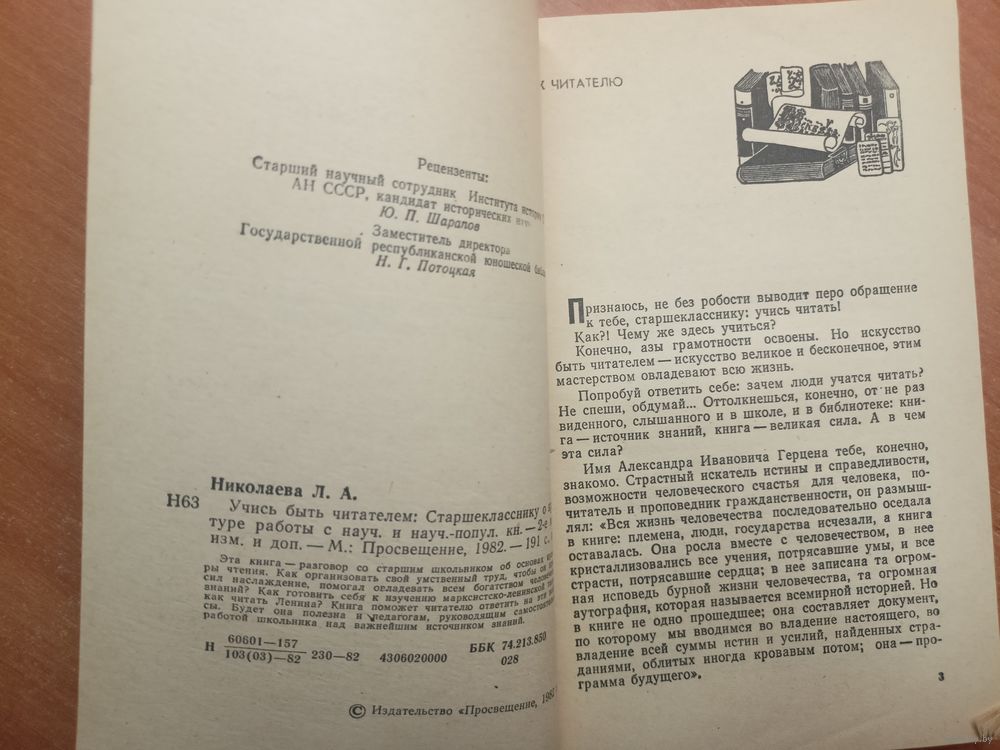 Рецензенты:
Старший научный сотрудник Института истории
АН СССР, кандидат исторических наук
Ю. П. Шарапов
Заместитель директора
Государственной республиканской юношеской
Н. Г. Потоцкая
Николаева Л. А.
Н63
Учись быть читателем: Старшекласснику о
туре работы с науч. и науч.-попул. кн. — 2-е
изм. и доп. — М.: Просвещение, 1982. — 191 с.
Эта книга — разговор со старшим школьником об основах
ры чтения. Как организовать свой умственный труд, чтобы он
сил наслаждение, помогал овладевать всем богатством
знаний? Как готовить себя к изучению марксистско-ленинской
как читать Ленина? Книга поможет читателю ответить на эти
сы. Будет она полезна и педагогам, руководящим
работой школьника над важнейшим источником знаний.
Н 60601—157
103(03)—82 230—82 4306020000 ББК 74.213.850
028
© Издательство «Просвещение, 1982
К ЧИТАТЕЛЮ
Признаюсь, не без робости выводит перо обращение
к тебе, старшекласснику: учись читать!
Как?! Чему же здесь учиться?
Конечно, азы грамотности освоены. Но искусство
быть читателем — искусство великое и бесконечное, этим
мастерством овладевают всю жизнь.
Попробуй ответить себе: зачем люди учатся читать?
Не спеши, обдумай... Оттолкнешься, конечно, от не раз
виденного, слышанного и в школе, и в библиотеке: кни-
га — источник знаний, книга — великая сила. А в чем
эта сила?
Имя Александра Ивановича Герцена тебе, конечно,
знакомо. Страстный искатель истины и справедливости,
возможности человеческого счастья для человека, по-
читатель и проповедник гражданственности, он размыш-
лял: «Вся жизнь человечества последовательно оседала
в книге: племена, люди, государства исчезали, а книга
оставалась. Она росла вместе с человечеством, в нее
кристаллизовались все учения, потрясавшие умы, и все
страсти, потрясавшие сердца; в нее записана та огром-
ная исповедь бурной жизни человечества, та огромная
аутография, которая называется всемирной историей. Но
в книге не одно прошедшее; она составляет документ,
по которому мы вводимся во владение настоящего, во
владение всей суммы истин и усилий, найденных стра-
даниями, облитых иногда кровавым потом; она — про-
грамма будущего».
3